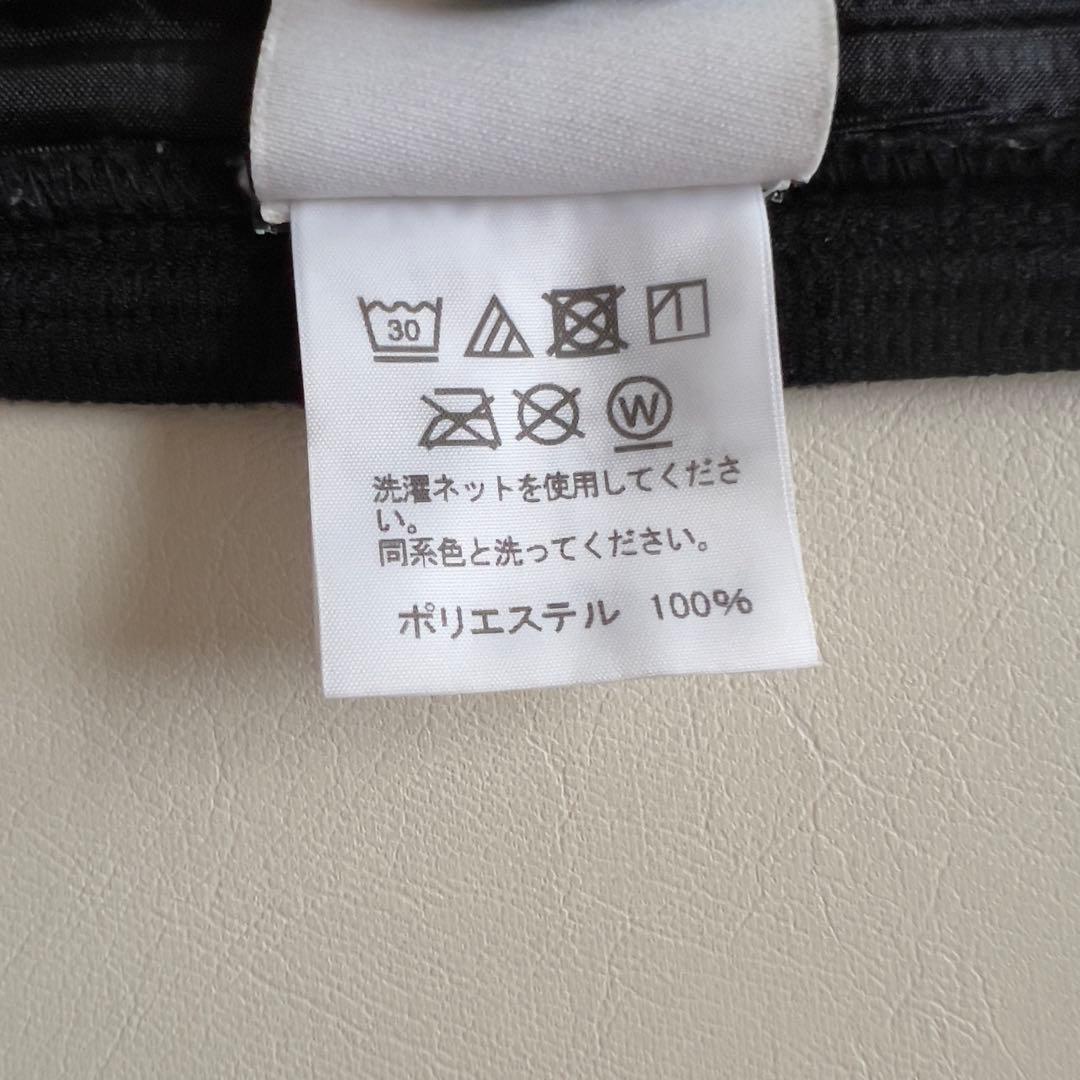 30
W
洗濯ネットを使用してくださ
い。
同系色と洗ってください。
ポリエステル 100%